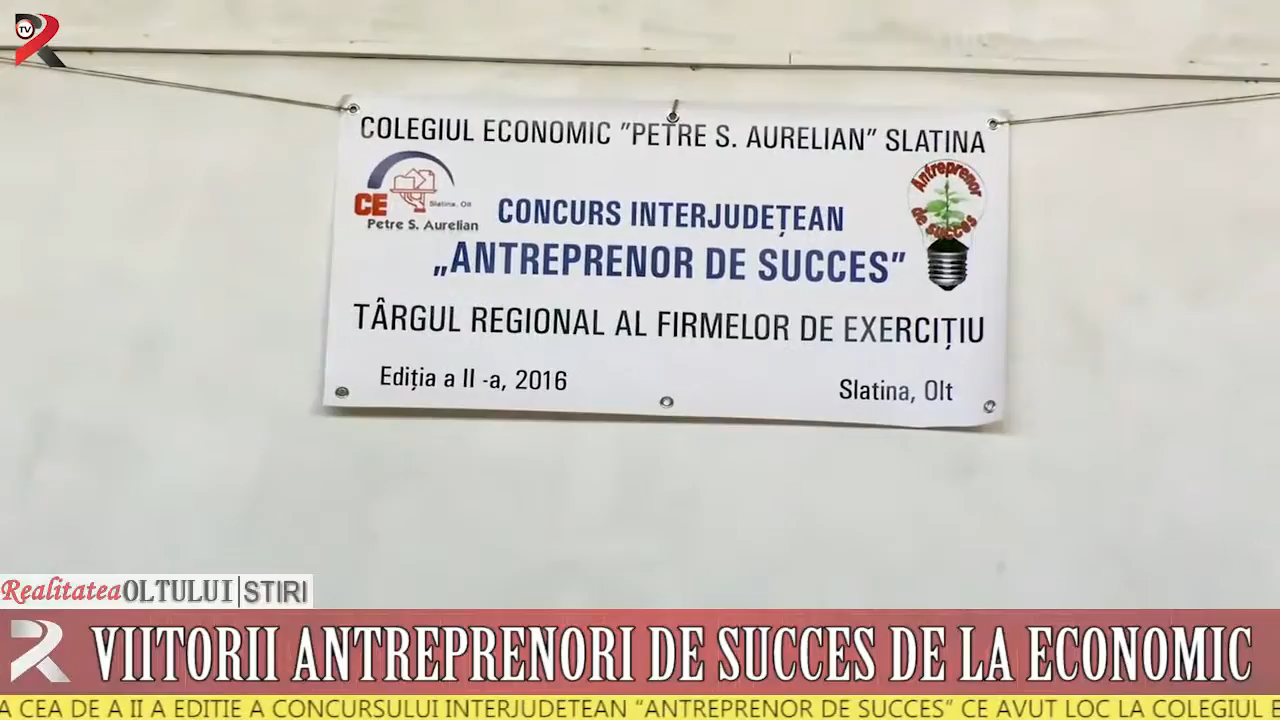 TV
COLEGIUL ECONOMIC ”PETRE S. AURELIAN” SLATINA
CE
Slatina, Olt
Petre S. Aurelian
Antreprenor
de succes
CONCURS INTERJUDEȚEAN
„ANTREPRENOR DE SUCCES”
TÂRGUL REGIONAL AL FIRMELOR DE EXERCIȚIU
Ediția a II -a, 2016
Slatina, Olt
RealitateaOLTULUI|STIRI
VIITORII ANTREPRENORI DE SUCCES DE LA ECONOMIC
A CEA DE A II A EDITIE A CONCURSULUI INTERJUDETEAN “ANTREPRENOR DE SUCCES” CE AVUT LOC LA COLEGIUL E